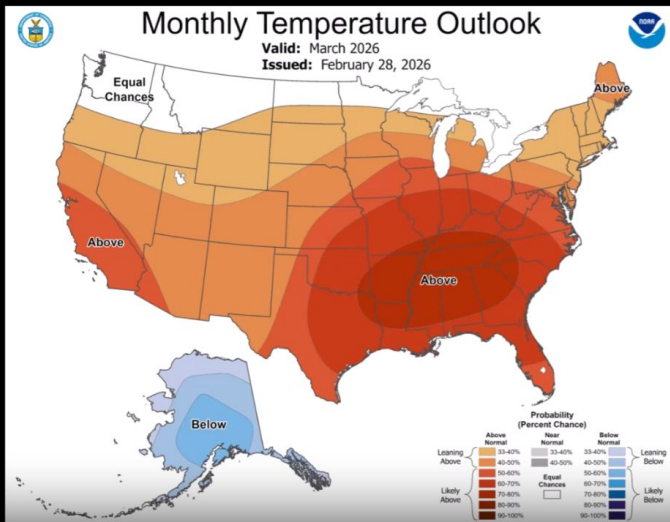 Monthly Temperature Outlook
Valid: March 2026
Issued: February 28, 2026
NOAA
Equal
Chances
Above
Above
Above
Below
Probability
(Percent Chance)
Above
Normal
Near
Normal
Below
Normal
Leaning
Above
33-40%
33-40%
33-40%
Leaning
Below
40-50%
40-50%
40-50%
Likely
Above
50-60%
Equal
Chances
50-60%
Likely
Below
60-70%
60-70%
70-80%
70-80%
80-90%
80-90%
90-100%
90-100%